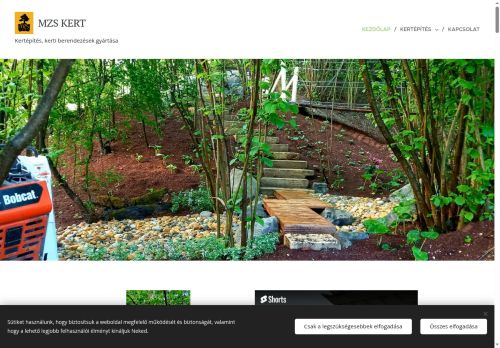 MZS KERT
Kertépítés, kerti berendezések gyártása
KEZDŐLAP / KERTÉPÍTÉS / KAPCSOLAT
M
Bobcat.
Shorts
Sütiket használunk, hogy biztosítsuk a weboldal megfelelő működését és biztonságát, valamint
hogy a lehető legjobb felhasználói élményt kínáljuk Neked.
Csak a legszükségesebbek elfogadása
Összes elfogadása